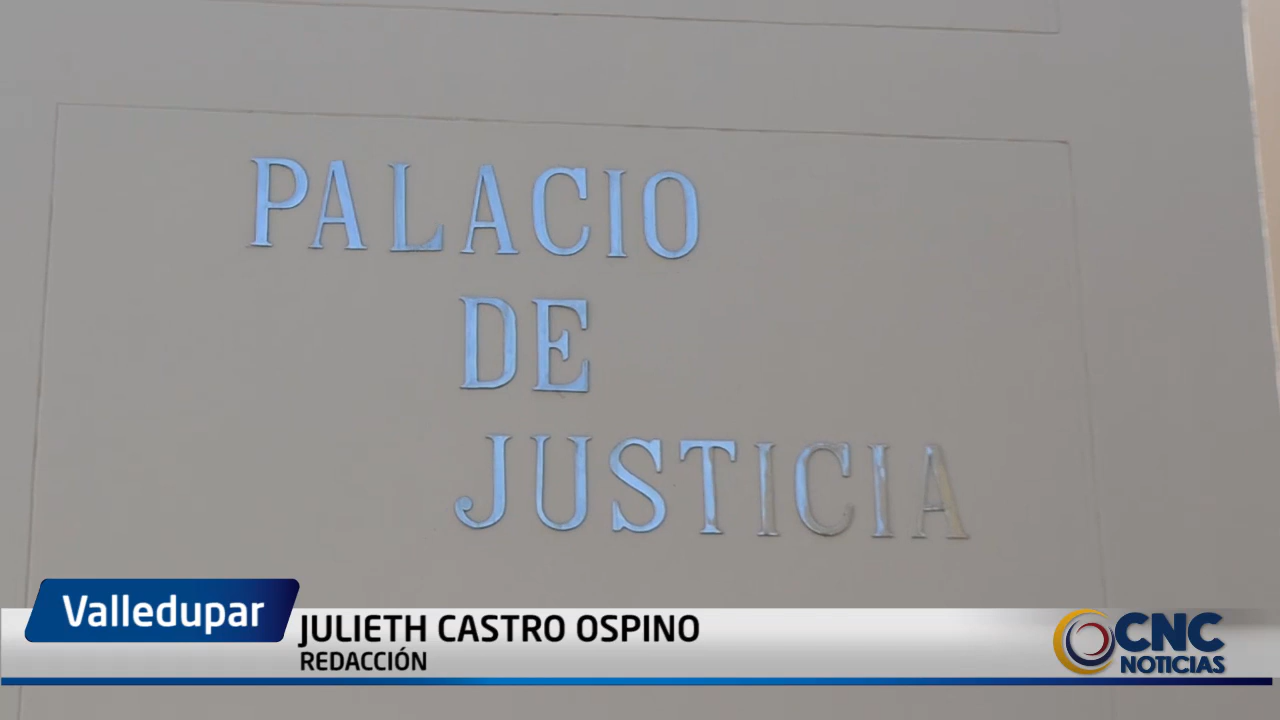 PALACIO
DE
JUSTICIA
Valledupar
JULIETH CASTRO OSPINO
REDACCIÓN
CNC
NOTICIAS